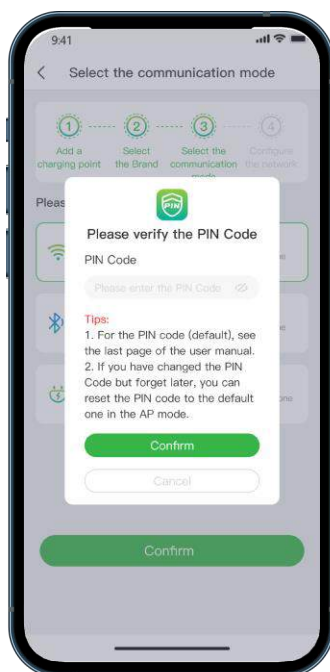 9:41
Select the communication mode
1 2 3 4
Add a Select Select the Configure
charging point the Brand communication the network
mode
Pleas
PIN
Please verify the PIN Code
PIN Code
Please enter the PIN Code
Tips:
1. For the PIN code (default), see
the last page of the user manual.
2. If you have changed the PIN
Code but forget later, you can
reset the PIN code to the default
one in the AP mode.
Confirm
Cancel
Confirm